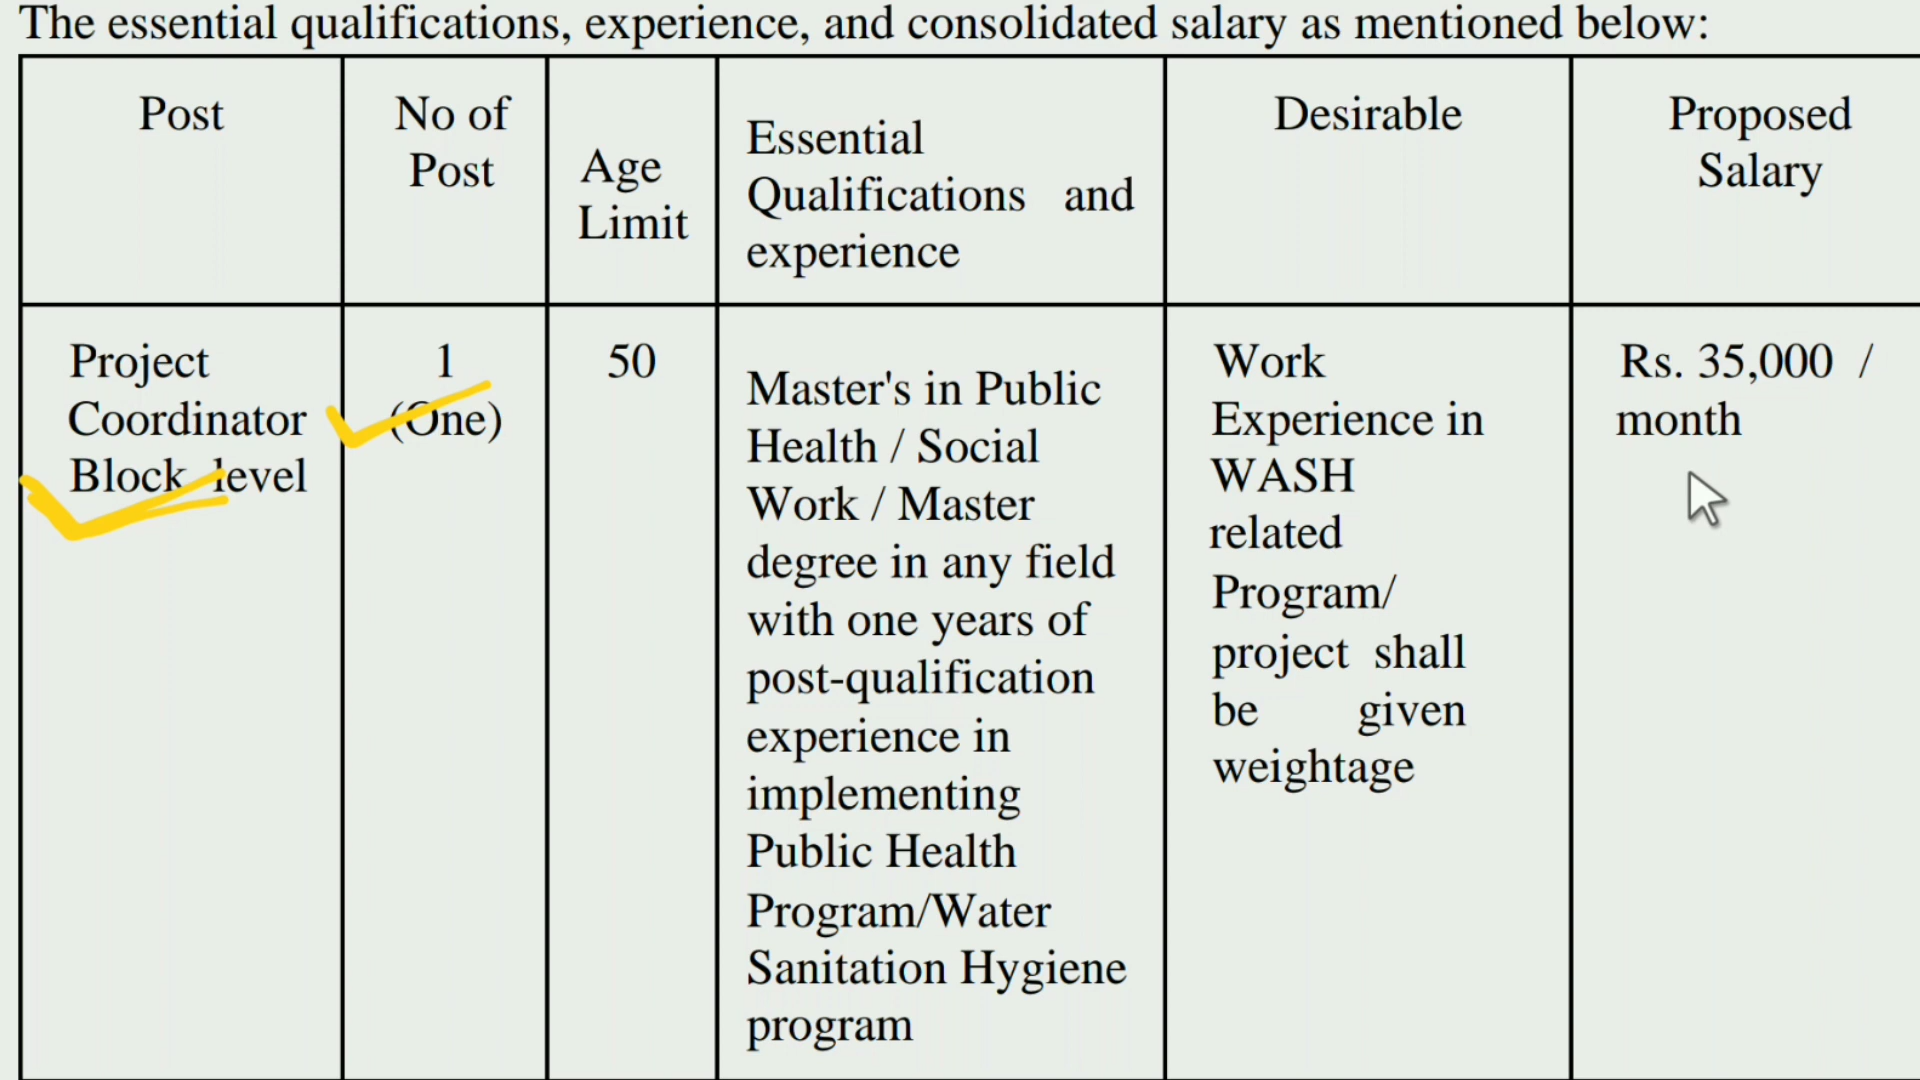 The essential qualifications, experience, and consolidated salary as mentioned below:
Post
No of
Post
Age
Limit
Essential
Qualifications and
experience
Desirable
Proposed
Salary
Project
Coordinator
Block level
1
(One)
50
Master's in Public
Health / Social
Work / Master
degree in any field
with one years of
post-qualification
experience in
implementing
Public Health
Program/Water
Sanitation Hygiene
program
Work
Experience in
WASH
related
Program/
project shall
be given
weightage
Rs. 35,000 /
month